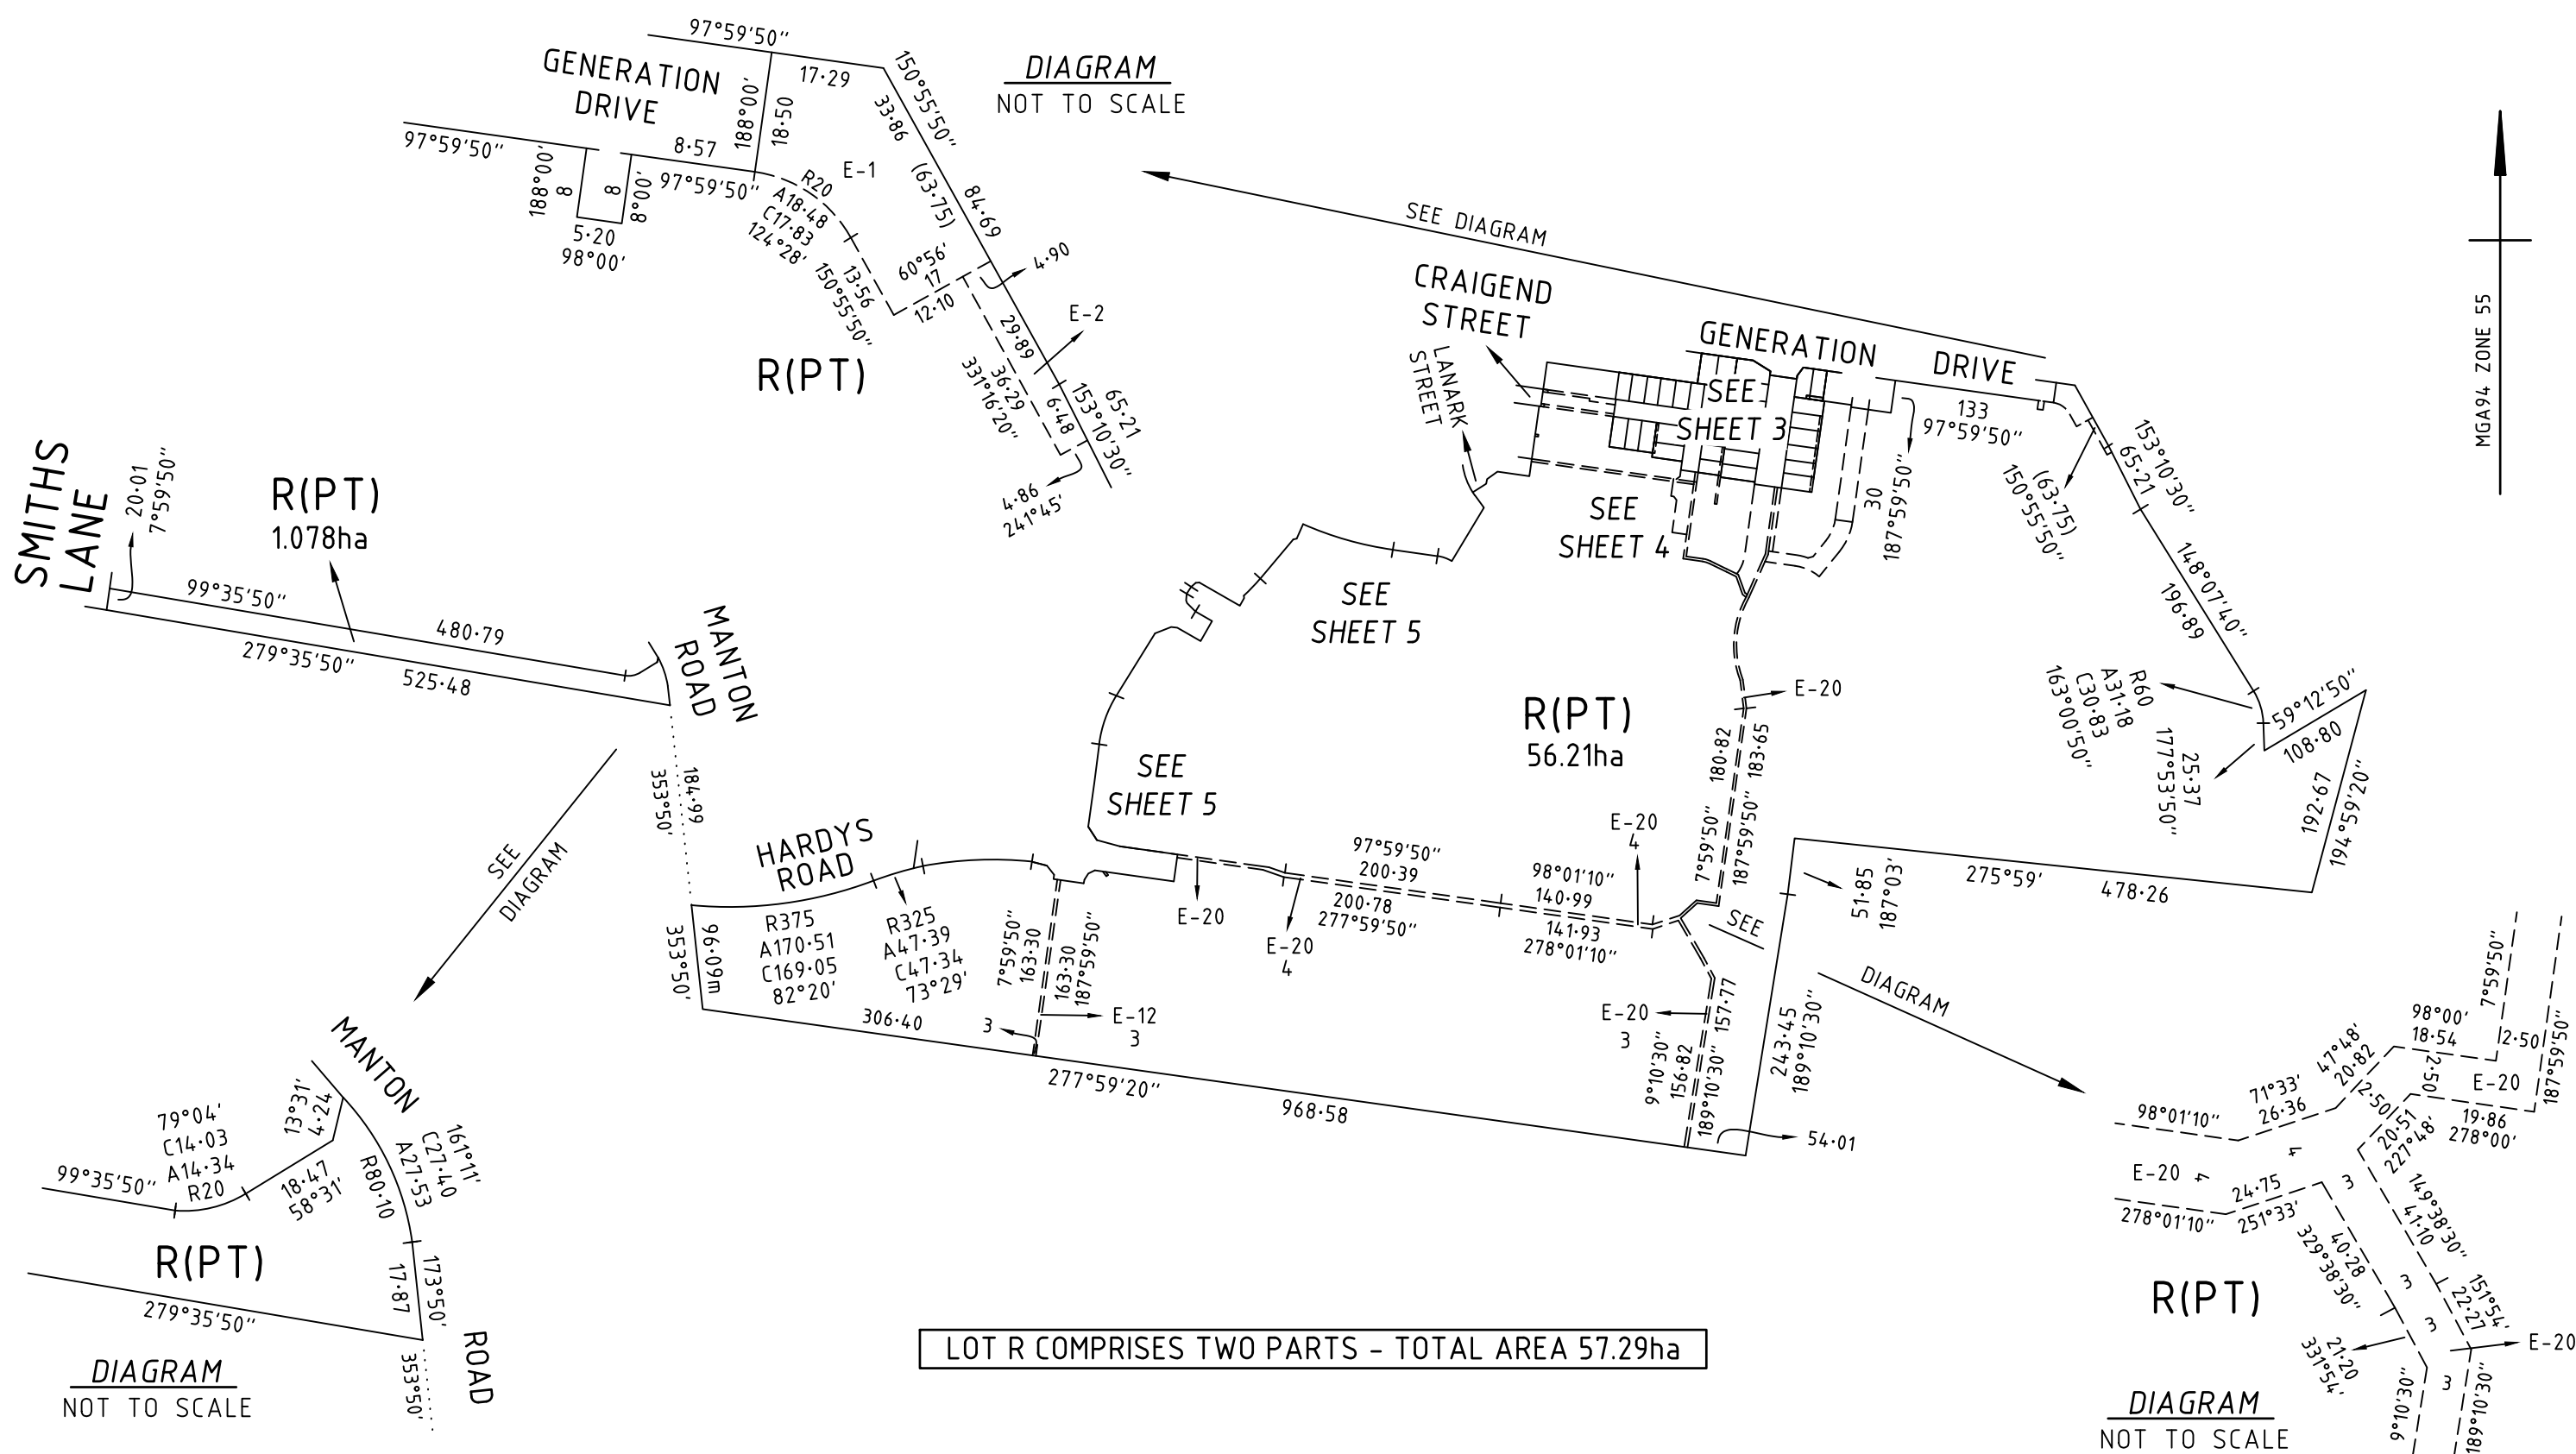 97°59'50"
GENERATION
DRIVE
17·29
188°00'
18·50
97°59'50"
8·57
97°59'50"
188°00'
8
8
8°00'
5·20
98°00'
R20
A18·48
C17·83
124°28'
E-1
150°55'50"
33·86
(63·75)
84·69
13·56
150°55'50"
60°56'
17
12·10
4·90
E-2
29·89
36·29
331°16'20"
6·48
65·21
153°10'30"
4·86
241°45'
R(PT)
DIAGRAM
NOT TO SCALE
SEE DIAGRAM
CRAIGEND
STREET
LANARK
STREET
GENERATION
DRIVE
SEE
SHEET 3
133
97°59'50"
30
187°59'50"
SEE
SHEET 4
153°10'30"
65·21
(63·75)
150°55'50"
148°07'40"
196·89
MGA94 ZONE 55
SMITHS
LANE
20·01
7°59'50"
R(PT)
1.078ha
99°35'50"
480·79
279°35'50"
525·48
MANTON
ROAD
184·99
353°50'
SEE
DIAGRAM
SEE
SHEET 5
SEE
SHEET 5
R(PT)
56.21ha
E-20
180·82
183·65
7°59'50"
187°59'50"
R60
A31·18
C30·83
163°00'50"
59°12'50"
108·80
25·37
177°53'50"
192·67
194°59'20"
275°59'
478·26
51·85
187°03'
HARDYS
ROAD
96·09m
353°50'
R375
A170·51
C169·05
82°20'
R325
A47·39
C47·34
73°29'
7°59'50"
163·30
163·30
187°59'50"
E-20
E-20
4
97°59'50"
200·39
200·78
277°59'50"
98°01'10"
140·99
141·93
278°01'10"
E-20
4
SEE
DIAGRAM
306·40
3
E-12
3
E-20
3
157·77
9°10'30"
156·82
189°10'30"
243·45
189°10'30"
277°59'20"
968·58
54·01
MANTON
ROAD
79°04'
C14·03
A14·34
R20
13°31'
4·24
99°35'50"
18·47
58°31'
R80·10
A27·53
C27·40
161°11'
17·87
173°50'
R(PT)
279°35'50"
353°50'
DIAGRAM
NOT TO SCALE
LOT R COMPRISES TWO PARTS – TOTAL AREA 57.29ha
7°59'50"
98°00'
18·54
2·50
187°59'50"
47°48'
20·82
2·50
E-20
71°33'
26·36
2·50
98°01'10"
20·51
227°48'
19·86
278°00'
4
E-20
4
24·75
251°33'
278°01'10"
3
149°38'30"
41·10
40·28
329°38'30"
3
3
151°54'
22·27
E-20
21·20
331°54'
3
9°10'30"
189°10'30"
R(PT)
DIAGRAM
NOT TO SCALE